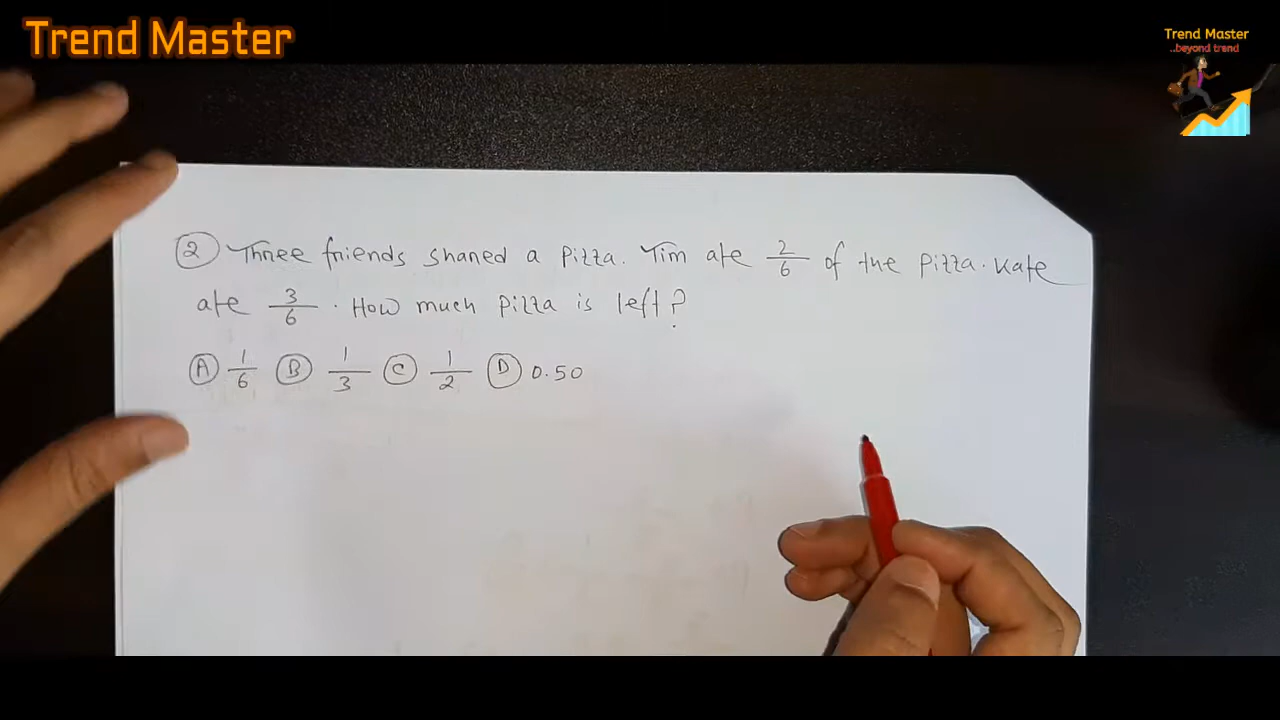 Trend Master
Trend Master
..beyond trend
2 Three friends shared a pizza. Tim ate 2/6 of the pizza. Kate
ate 3/6. How much pizza is left?
A 1/6 B 1/3 C 1/2 D 0.50